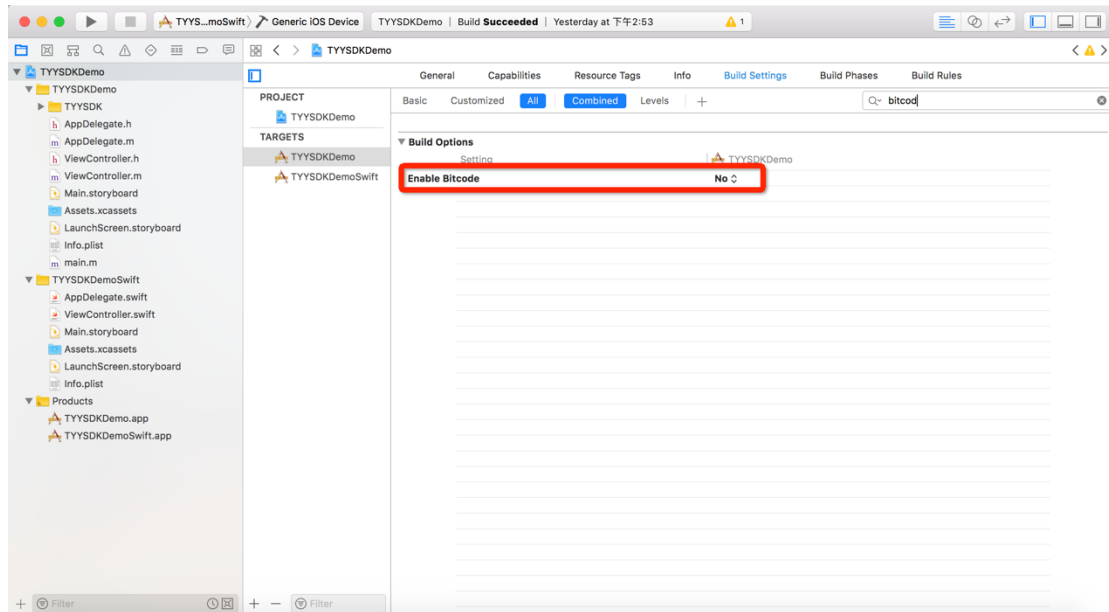 TYYS...moSwift
Generic iOS Device
TYYSDKDemo | Build Succeeded | Yesterday at 下午2:53
1
TYYSDKDemo
TYYSDKDemo
TYYSDKDemo
TYYSDK
AppDelegate.h
AppDelegate.m
ViewController.h
ViewController.m
Main.storyboard
Assets.xcassets
LaunchScreen.storyboard
Info.plist
main.m
TYYSDKDemoSwift
AppDelegate.swift
ViewController.swift
Main.storyboard
Assets.xcassets
LaunchScreen.storyboard
Info.plist
Products
TYYSDKDemo.app
TYYSDKDemoSwift.app
Filter
PROJECT
TYYSDKDemo
TARGETS
TYYSDKDemo
TYYSDKDemoSwift
Filter
General Capabilities Resource Tags Info Build Settings Build Phases Build Rules
Basic Customized All Combined Levels + bitcod
Build Options
Setting TYYSDKDemo
Enable Bitcode No